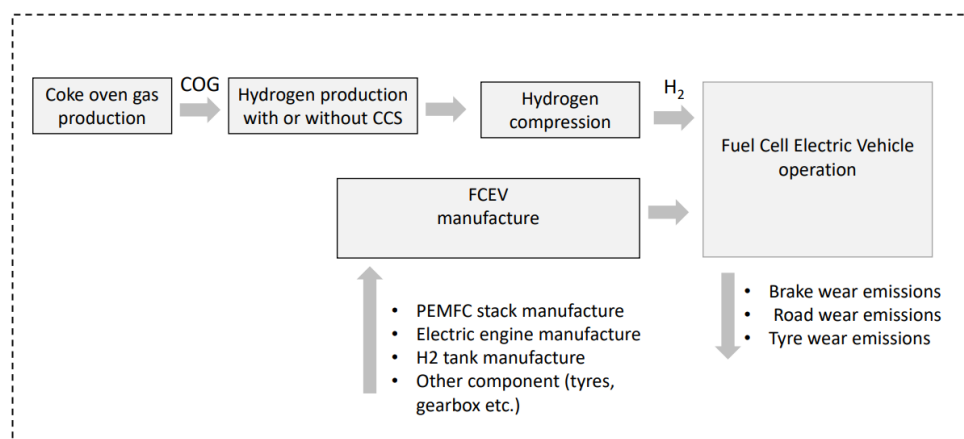 COG
Coke oven gas
production
Hydrogen production
with or without CCS
Hydrogen
compression
H2
Fuel Cell Electric Vehicle
operation
FCEV
manufacture
• PEMFC stack manufacture
• Electric engine manufacture
• H2 tank manufacture
• Other component (tyres,
gearbox etc.)
• Brake wear emissions
• Road wear emissions
• Tyre wear emissions